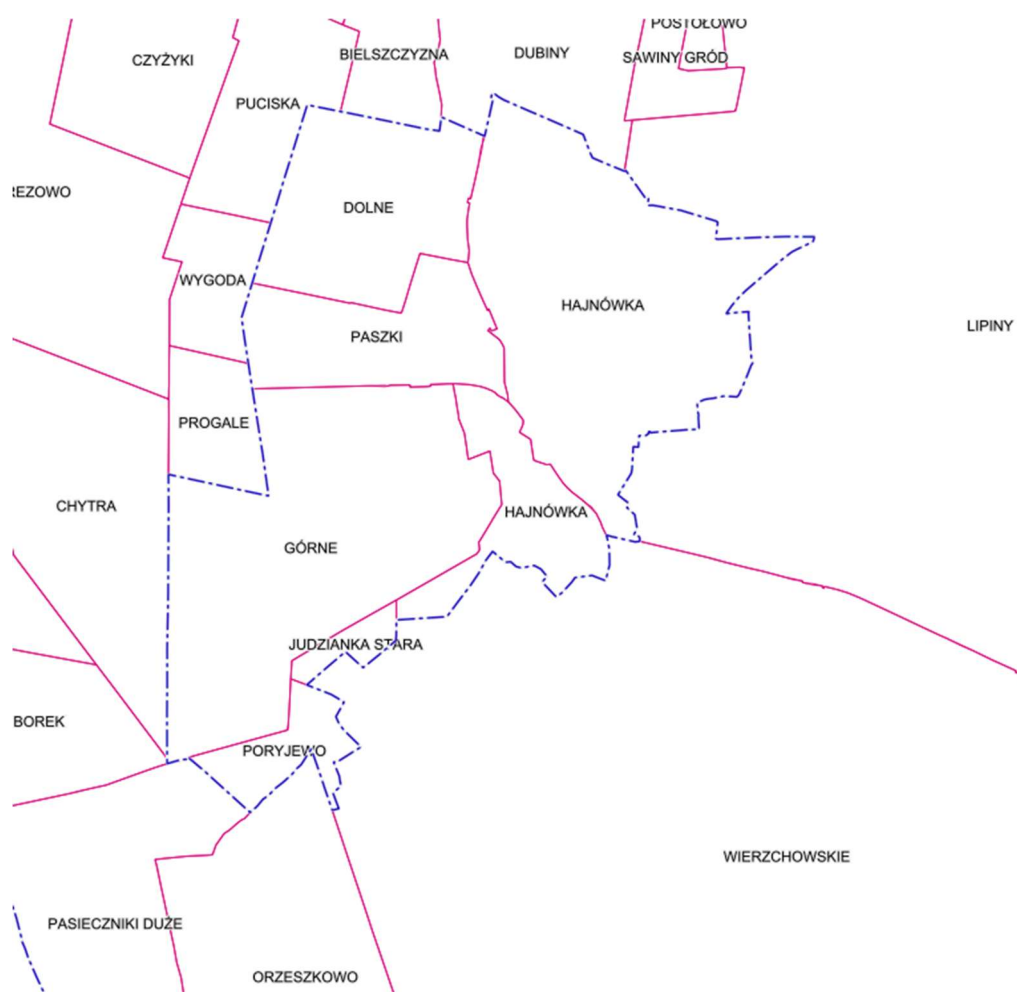 POSTOŁOWO
CZYŻYKI
BIELSZCZYZNA
DUBINY
SAWINY GRÓD
PUCISKA
REZOWO
DOLNE
WYGODA
HAJNÓWKA
LIPINY
PASZKI
PROGALE
CHYTRA
HAJNÓWKA
GÓRNE
JUDZIANKA STARA
BOREK
PORYJEWO
WIERZCHOWSKIE
PASIECZNIKI DUŻE
ORZESZKOWO